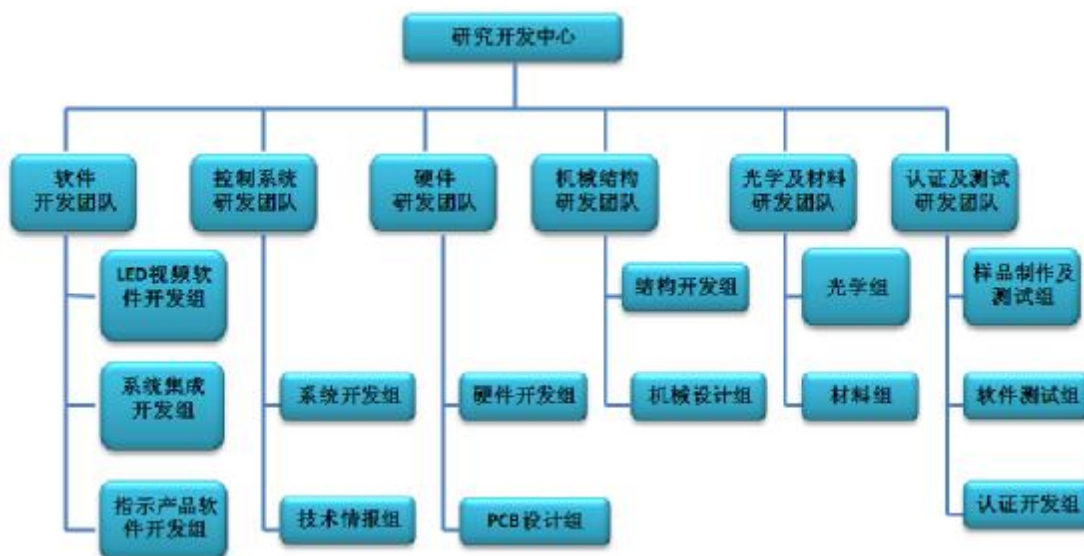 研究开发中心
软件
开发团队
控制系统
研发团队
硬件
研发团队
机械结构
研发团队
光学及材料
研发团队
认证及测试
研发团队
LED视频软
件开发组
结构开发组
光学组
样品制作及
测试组
系统集成
开发组
系统开发组
硬件开发组
机械设计组
材料组
软件测试组
指示产品软
件开发组
技术情报组
PCB设计组
认证开发组